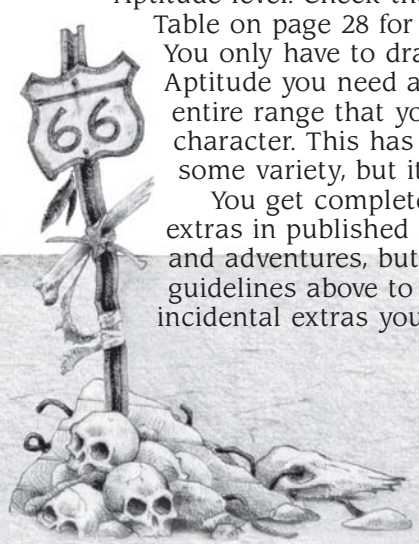 Aptitude level. Check tha
Table on page 28 for
You only have to dra
Aptitude you need a
entire range that yo
character. This has
some variety, but it
You get complet
extras in published
and adventures, but
guidelines above to
incidental extras you
66